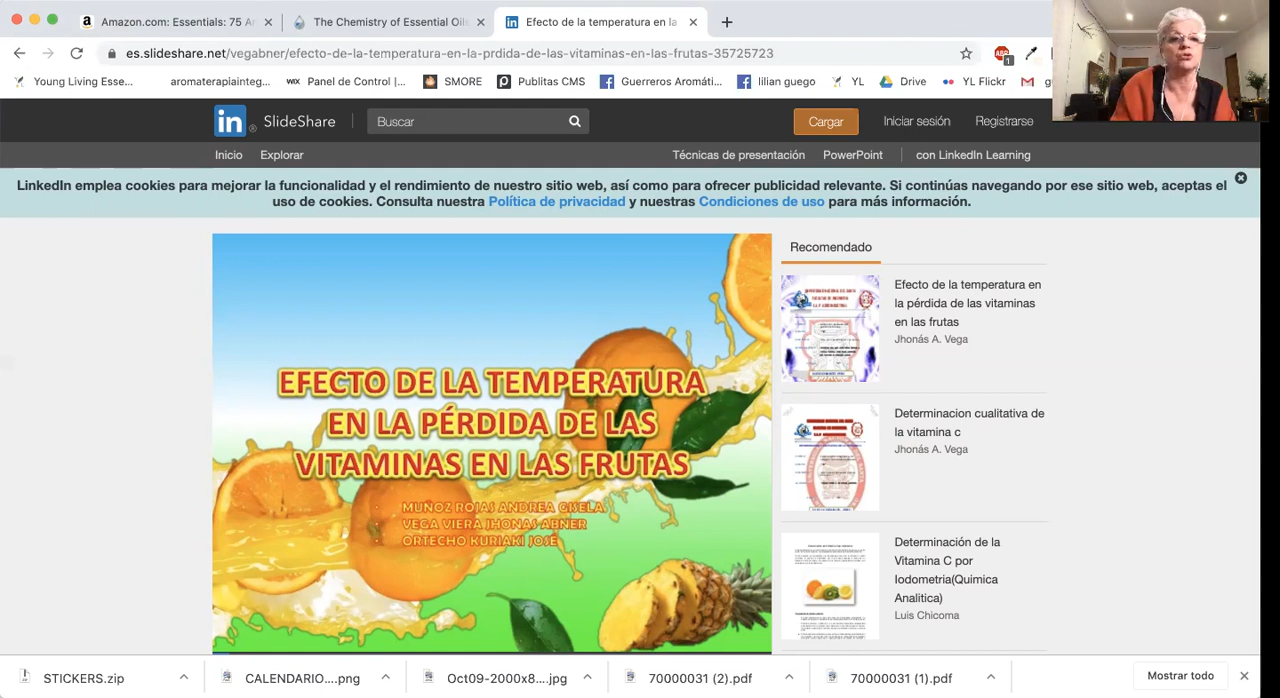 Amazon.com: Essentials: 75 A
The Chemistry of Essential Oils
Efecto de la temperatura en la
es.slideshare.net/vegabner/efecto-de-la-temperatura-en-la-prdida-de-las-vitaminas-en-las-frutas-35725723
ABP
1
Young Living Esse...
aromaterapiainteg...
WIX Panel de Control |...
SMORE
Publitas CMS
Guerreros Aromáti...
lilian guego
YL
Drive
YL Flickr
in SlideShare
Buscar
Cargar
Iniciar sesión
Registrarse
Inicio
Explorar
Técnicas de presentación
PowerPoint
con LinkedIn Learning
LinkedIn emplea cookies para mejorar la funcionalidad y el rendimiento de nuestro sitio web, así como para ofrecer publicidad relevante. Si continúas navegando por ese sitio web, aceptas el
uso de cookies. Consulta nuestra Política de privacidad y nuestras Condiciones de uso para más información.
EFECTO DE LA TEMPERATURA
EN LA PÉRDIDA DE LAS
VITAMINAS EN LAS FRUTAS
MUÑOZ ROJAS ANDREA GISELA
VEGA VIERA JHONAS ABNER
ORTECHO KURIAKI JOSÉ
Recomendado
Efecto de la temperatura en
la pérdida de las vitaminas
en las frutas
Jhonás A. Vega
Determinacion cualitativa de
la vitamina c
Jhonás A. Vega
Determinación de la
Vitamina C por
Iodometria(Quimica
Analitica)
Luis Chicoma
STICKERS.zip
CALENDARIO....png
Oct09-2000x8....jpg
70000031 (2).pdf
70000031 (1).pdf
Mostrar todo